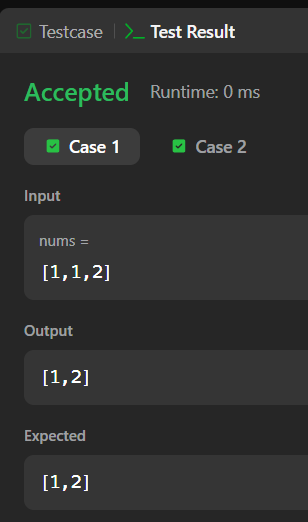 Testcase | >_ Test Result
Accepted Runtime: 0 ms
Case 1 Case 2
Input
nums =
[1,1,2]
Output
[1,2]
Expected
[1,2]